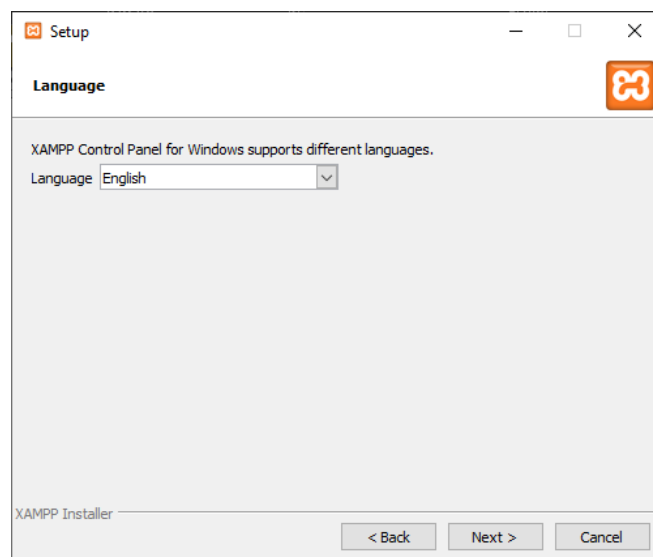 Setup
Language
XAMPP Control Panel for Windows supports different languages.
Language English
XAMPP Installer
< Back Next > Cancel